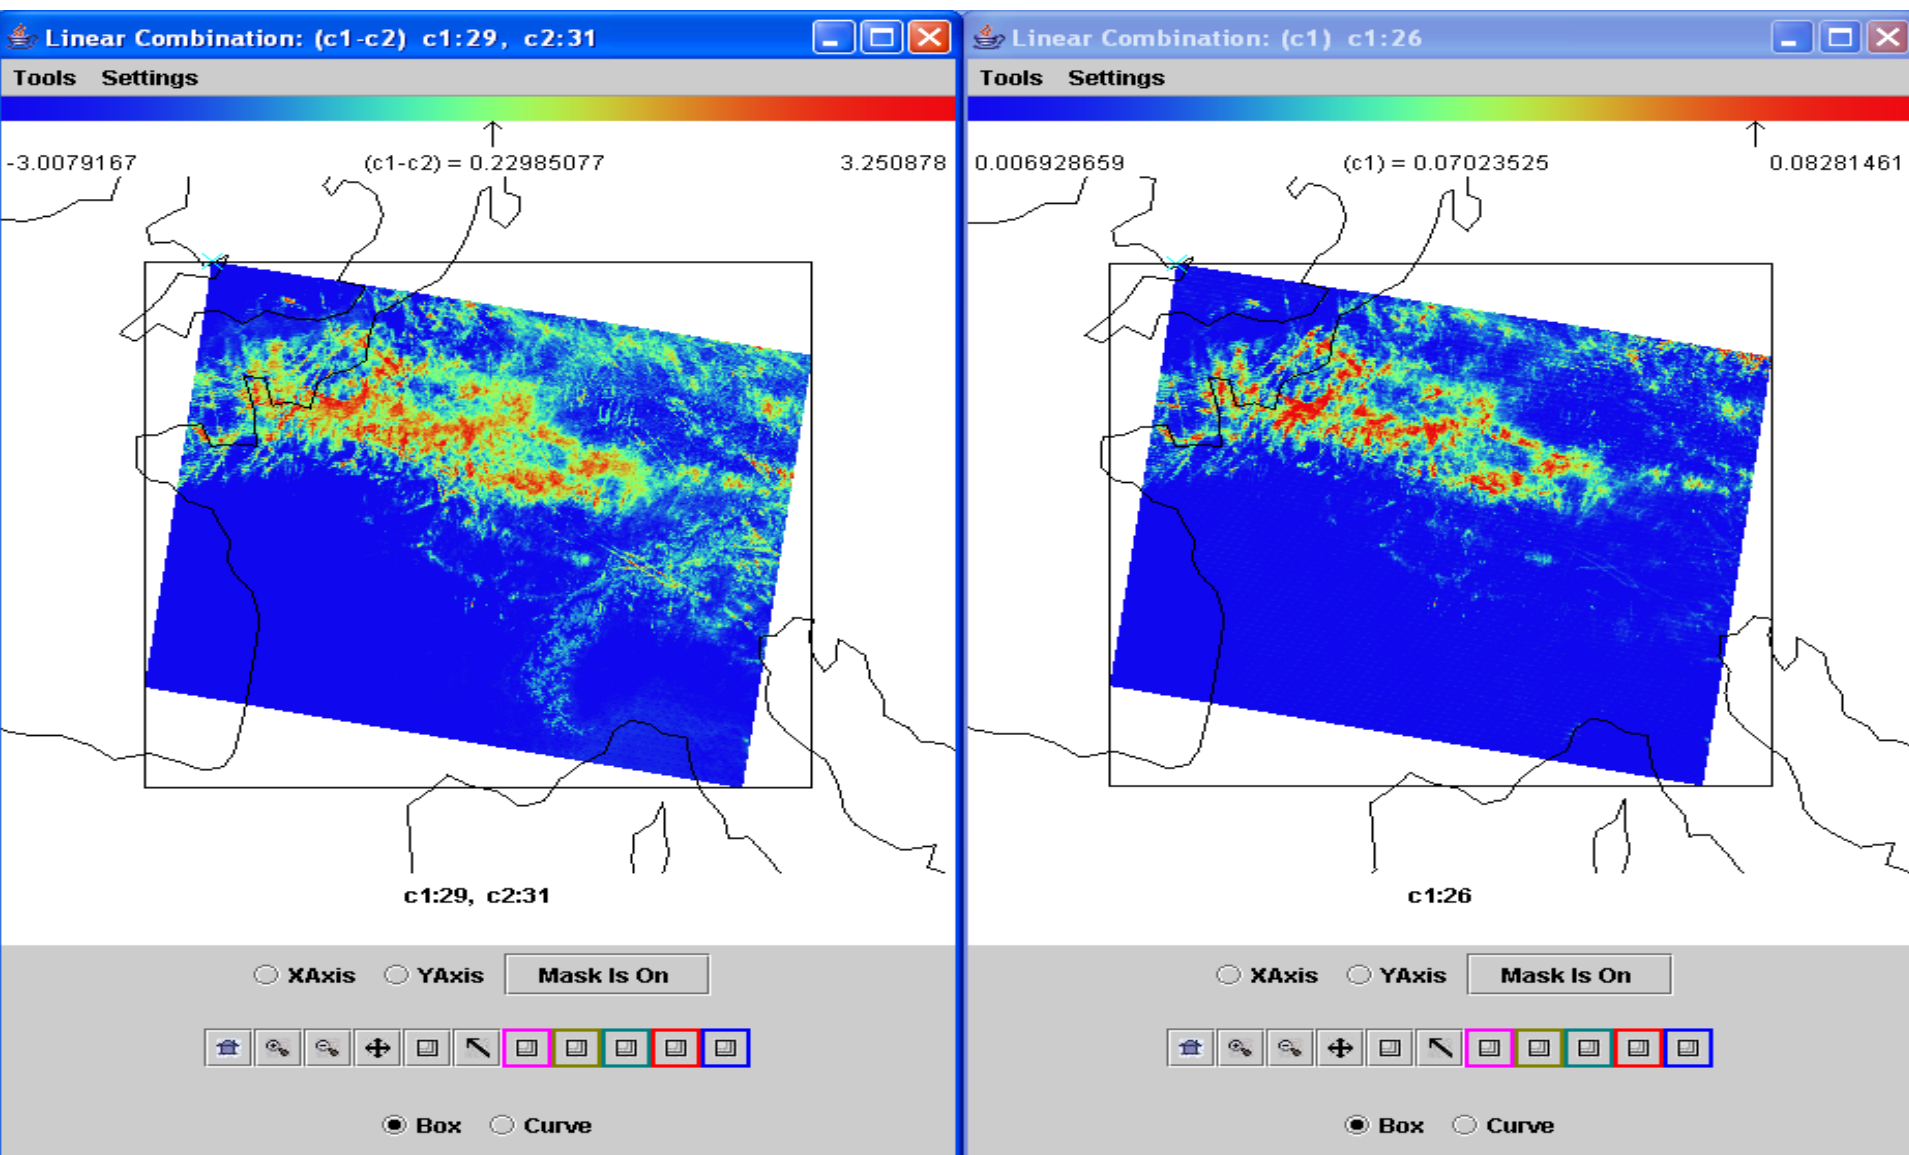 Linear Combination: (c1-c2) c1:29, c2:31
Tools Settings
-3.0079167 (c1-c2) = 0.22985077 3.250878
c1:29, c2:31
XAxis YAxis Mask Is On
Box Curve
Linear Combination: (c1) c1:26
Tools Settings
0.006928659 (c1) = 0.07023525 0.08281461
c1:26
XAxis YAxis Mask Is On
Box Curve